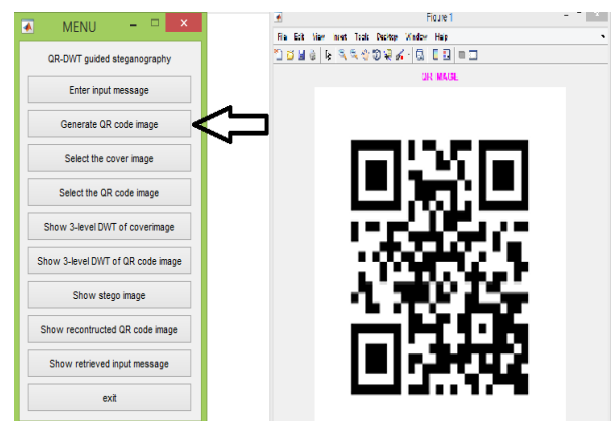 MENU
QR-DWT guided steganography
Enter input message
Generate QR code image
Select the cover image
Select the QR code image
Show 3-level DWT of coverimage
Show 3-level DWT of QR code image
Show stego image
Show recontructed QR code image
Show retrieved input message
exit
Figure 1
File Edit View Insert Tools Desktop Window Help
QR IMAGE